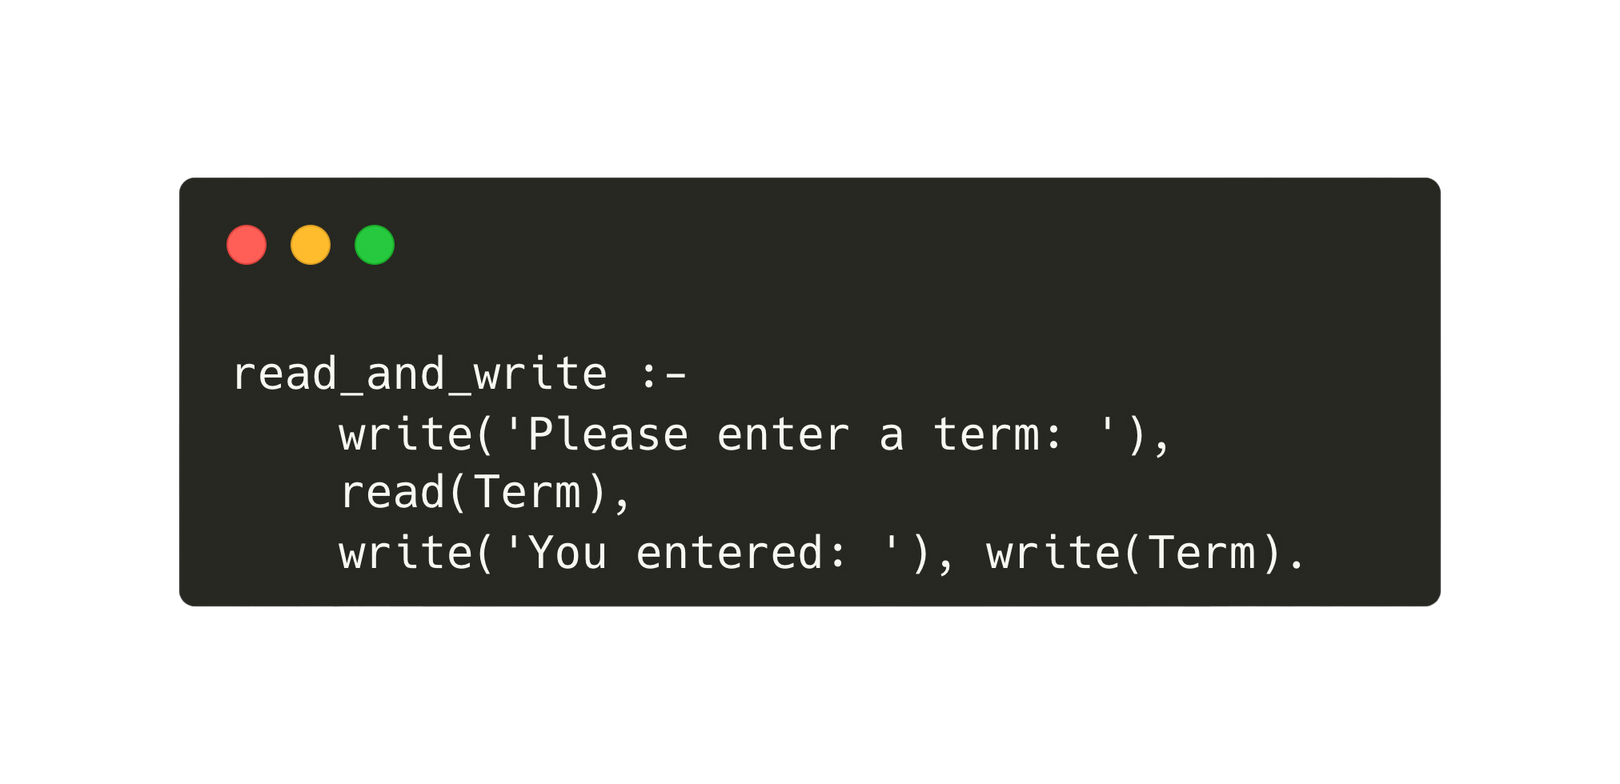 read_and_write :-
    write('Please enter a term: '),
    read(Term),
    write('You entered: '), write(Term).